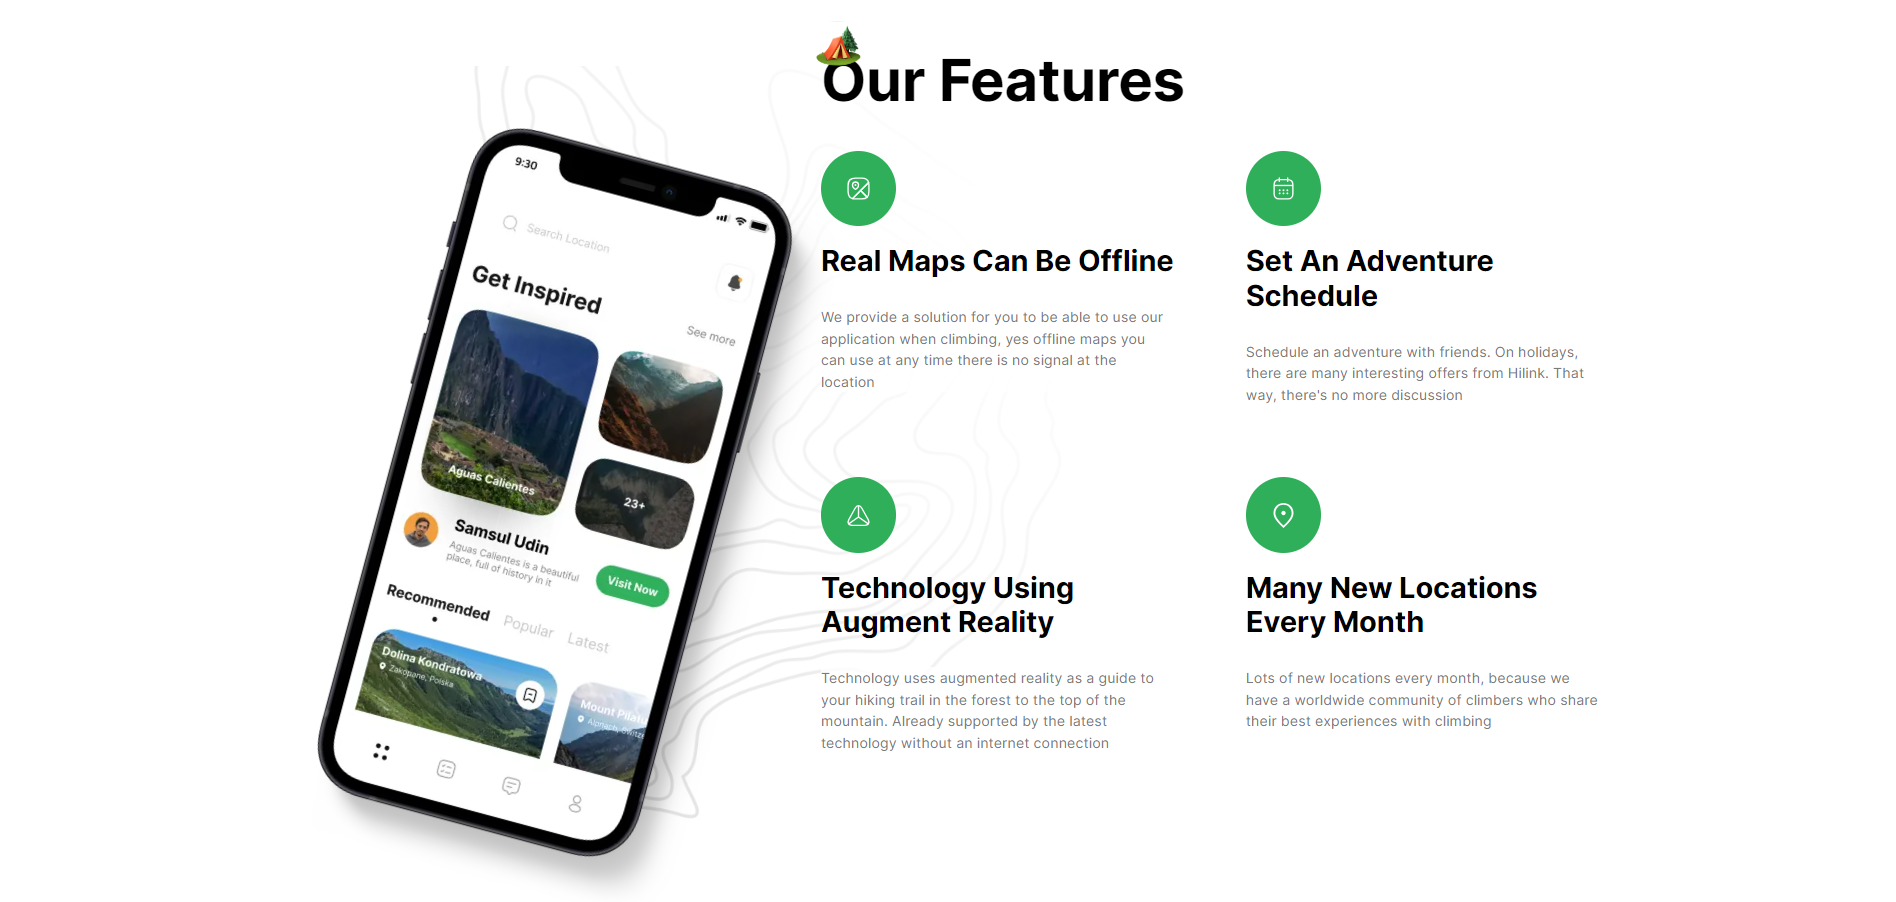 Our Features
9:30
Search Location
Get Inspired
See more
Aguas Calientes
23+
Samsul Udin
Aguas Calientes is a beautiful
place, full of history in it
Visit Now
Recommended Popular Latest
Dolina Kondratowa
Zakopane, Polska
Mount Pilatu
Alpnach, Switze
Real Maps Can Be Offline
We provide a solution for you to be able to use our
application when climbing, yes offline maps you
can use at any time there is no signal at the
location
Set An Adventure
Schedule
Schedule an adventure with friends. On holidays,
there are many interesting offers from Hilink. That
way, there's no more discussion
Technology Using
Augment Reality
Technology uses augmented reality as a guide to
your hiking trail in the forest to the top of the
mountain. Already supported by the latest
technology without an internet connection
Many New Locations
Every Month
Lots of new locations every month, because we
have a worldwide community of climbers who share
their best experiences with climbing